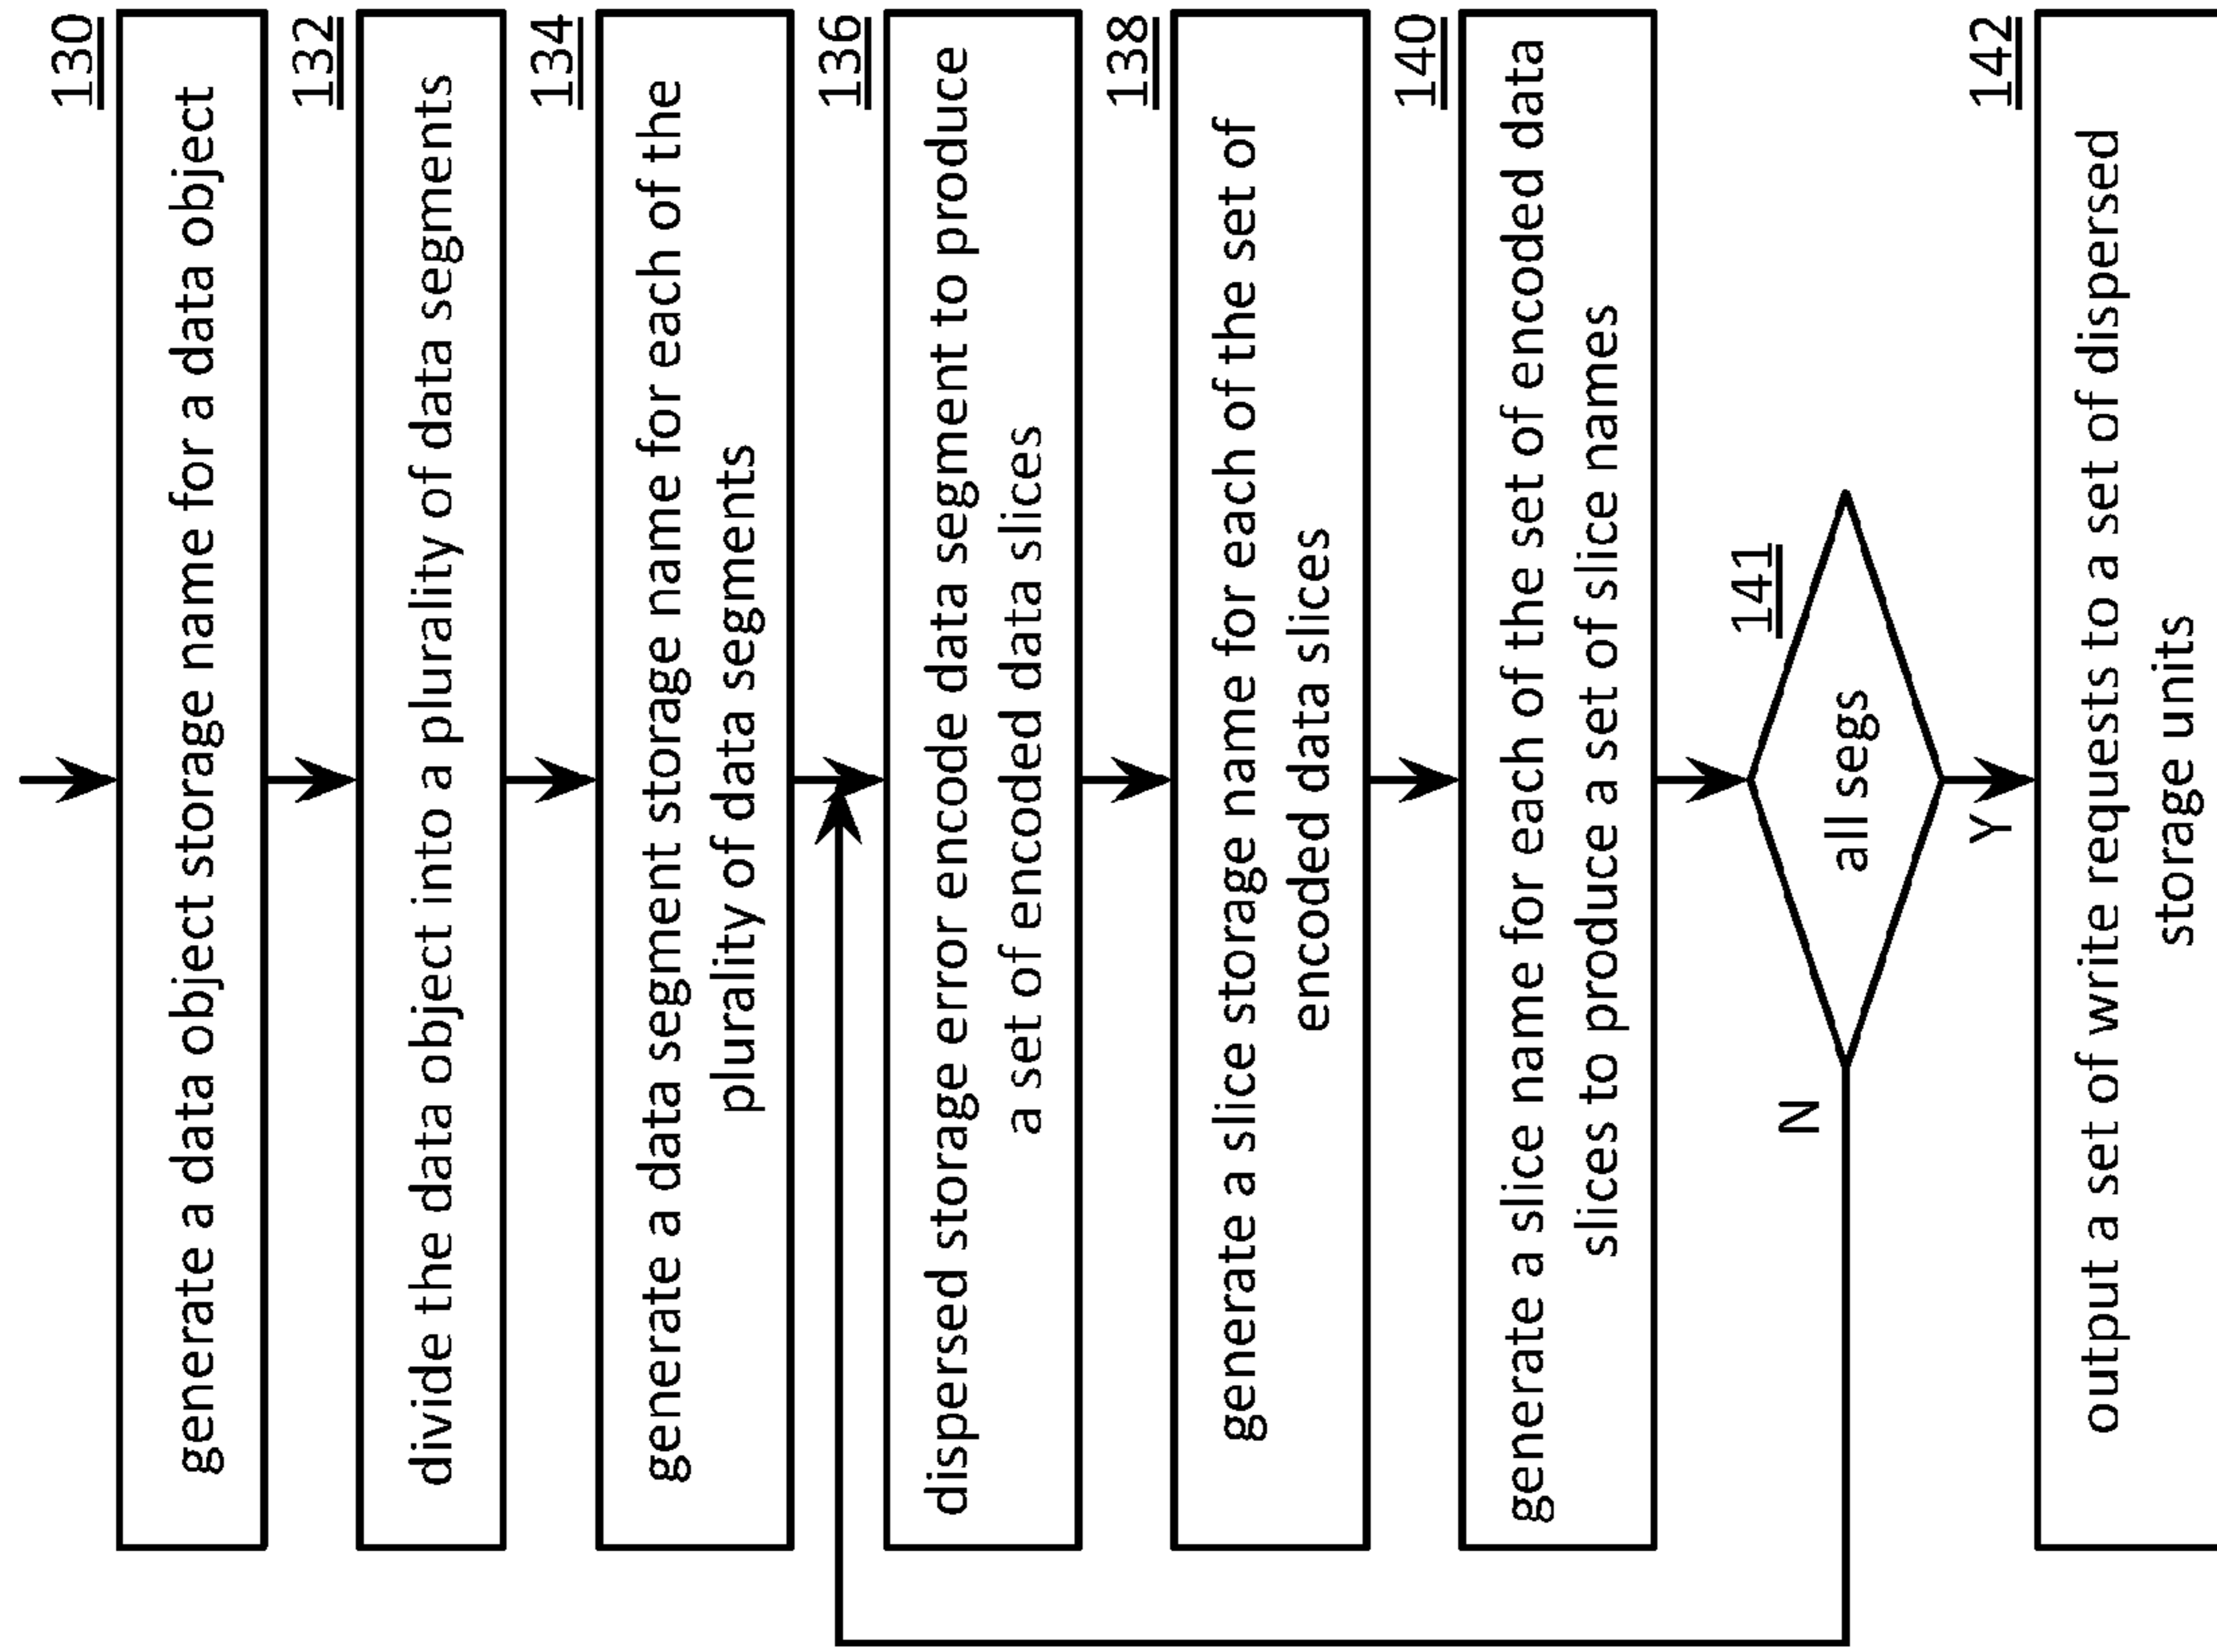 130
generate a data object storage name for a data object
132
divide the data object into a plurality of data segments
134
generate a data segment storage name for each of the
plurality of data segments
136
dispersed storage error encode data segment to produce
a set of encoded data slices
138
generate a slice storage name for each of the set of
encoded data slices
140
generate a slice name for each of the set of encoded data
slices to produce a set of slice names
141
all segs
N
Y
142
output a set of write requests to a set of dispersed
storage units